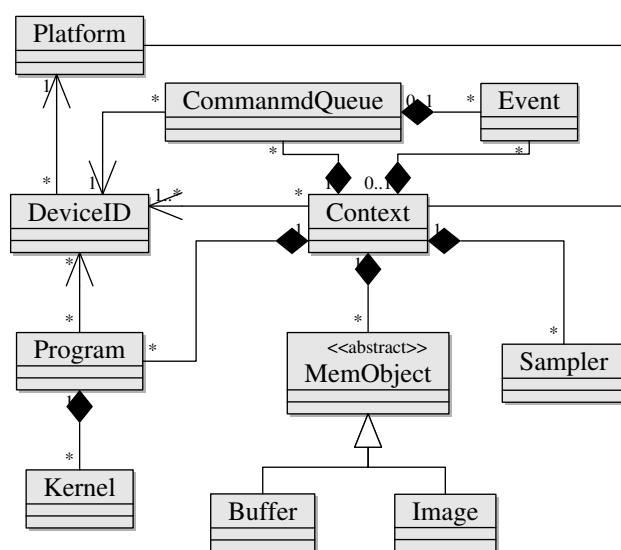 Platform
1
*
CommanmdQueue
0..1
*
Event
*
*
*
1
1..*
*
1
0..1
DeviceID
Context
*
1
1
1
*
*
*
*
Program
<<abstract>>
MemObject
Sampler
1
*
Kernel
Buffer
Image